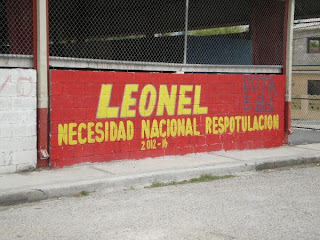 LEONEL
NECESIDAD NACIONAL RESPOTULACION
2012-16